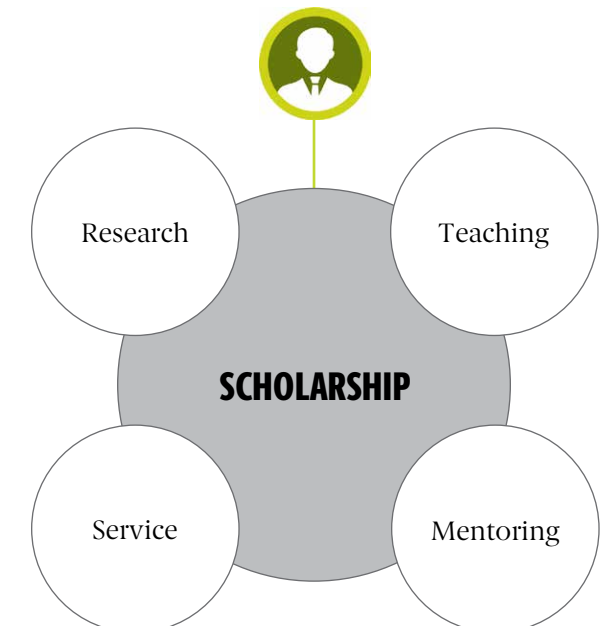 Research
Teaching
SCHOLARSHIP
Service
Mentoring